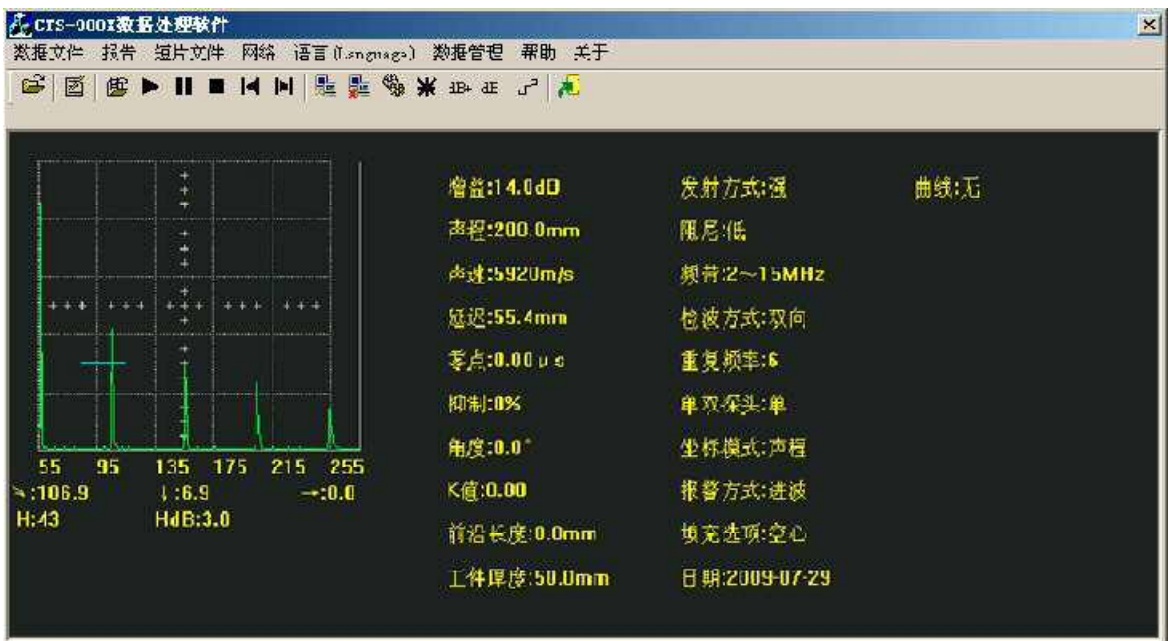 CTS-900X数据处理软件
数据文件 报告 短片文件 网络 语言(Language) 数据管理 帮助 关于
dB+ dB
增益:14.0dB 发射方式:强 曲线:无
声程:200.0mm 阻尼:低
声速:5920m/s 频带:2～15MHz
延迟:55.4mm 检波方式:双向
零点:0.00μs 重复频率:6
抑制:0% 单双探头:单
角度:0.0° 坐标模式:声程
K值:0.00 报警方式:进波
前沿长度:0.0mm 填充选项:空心
工件厚度:50.0mm 日期:2009-07-29
55 95 135 175 215 255
↘:106.9 ↓:6.9 →:0.0
H:43 HdB:3.0